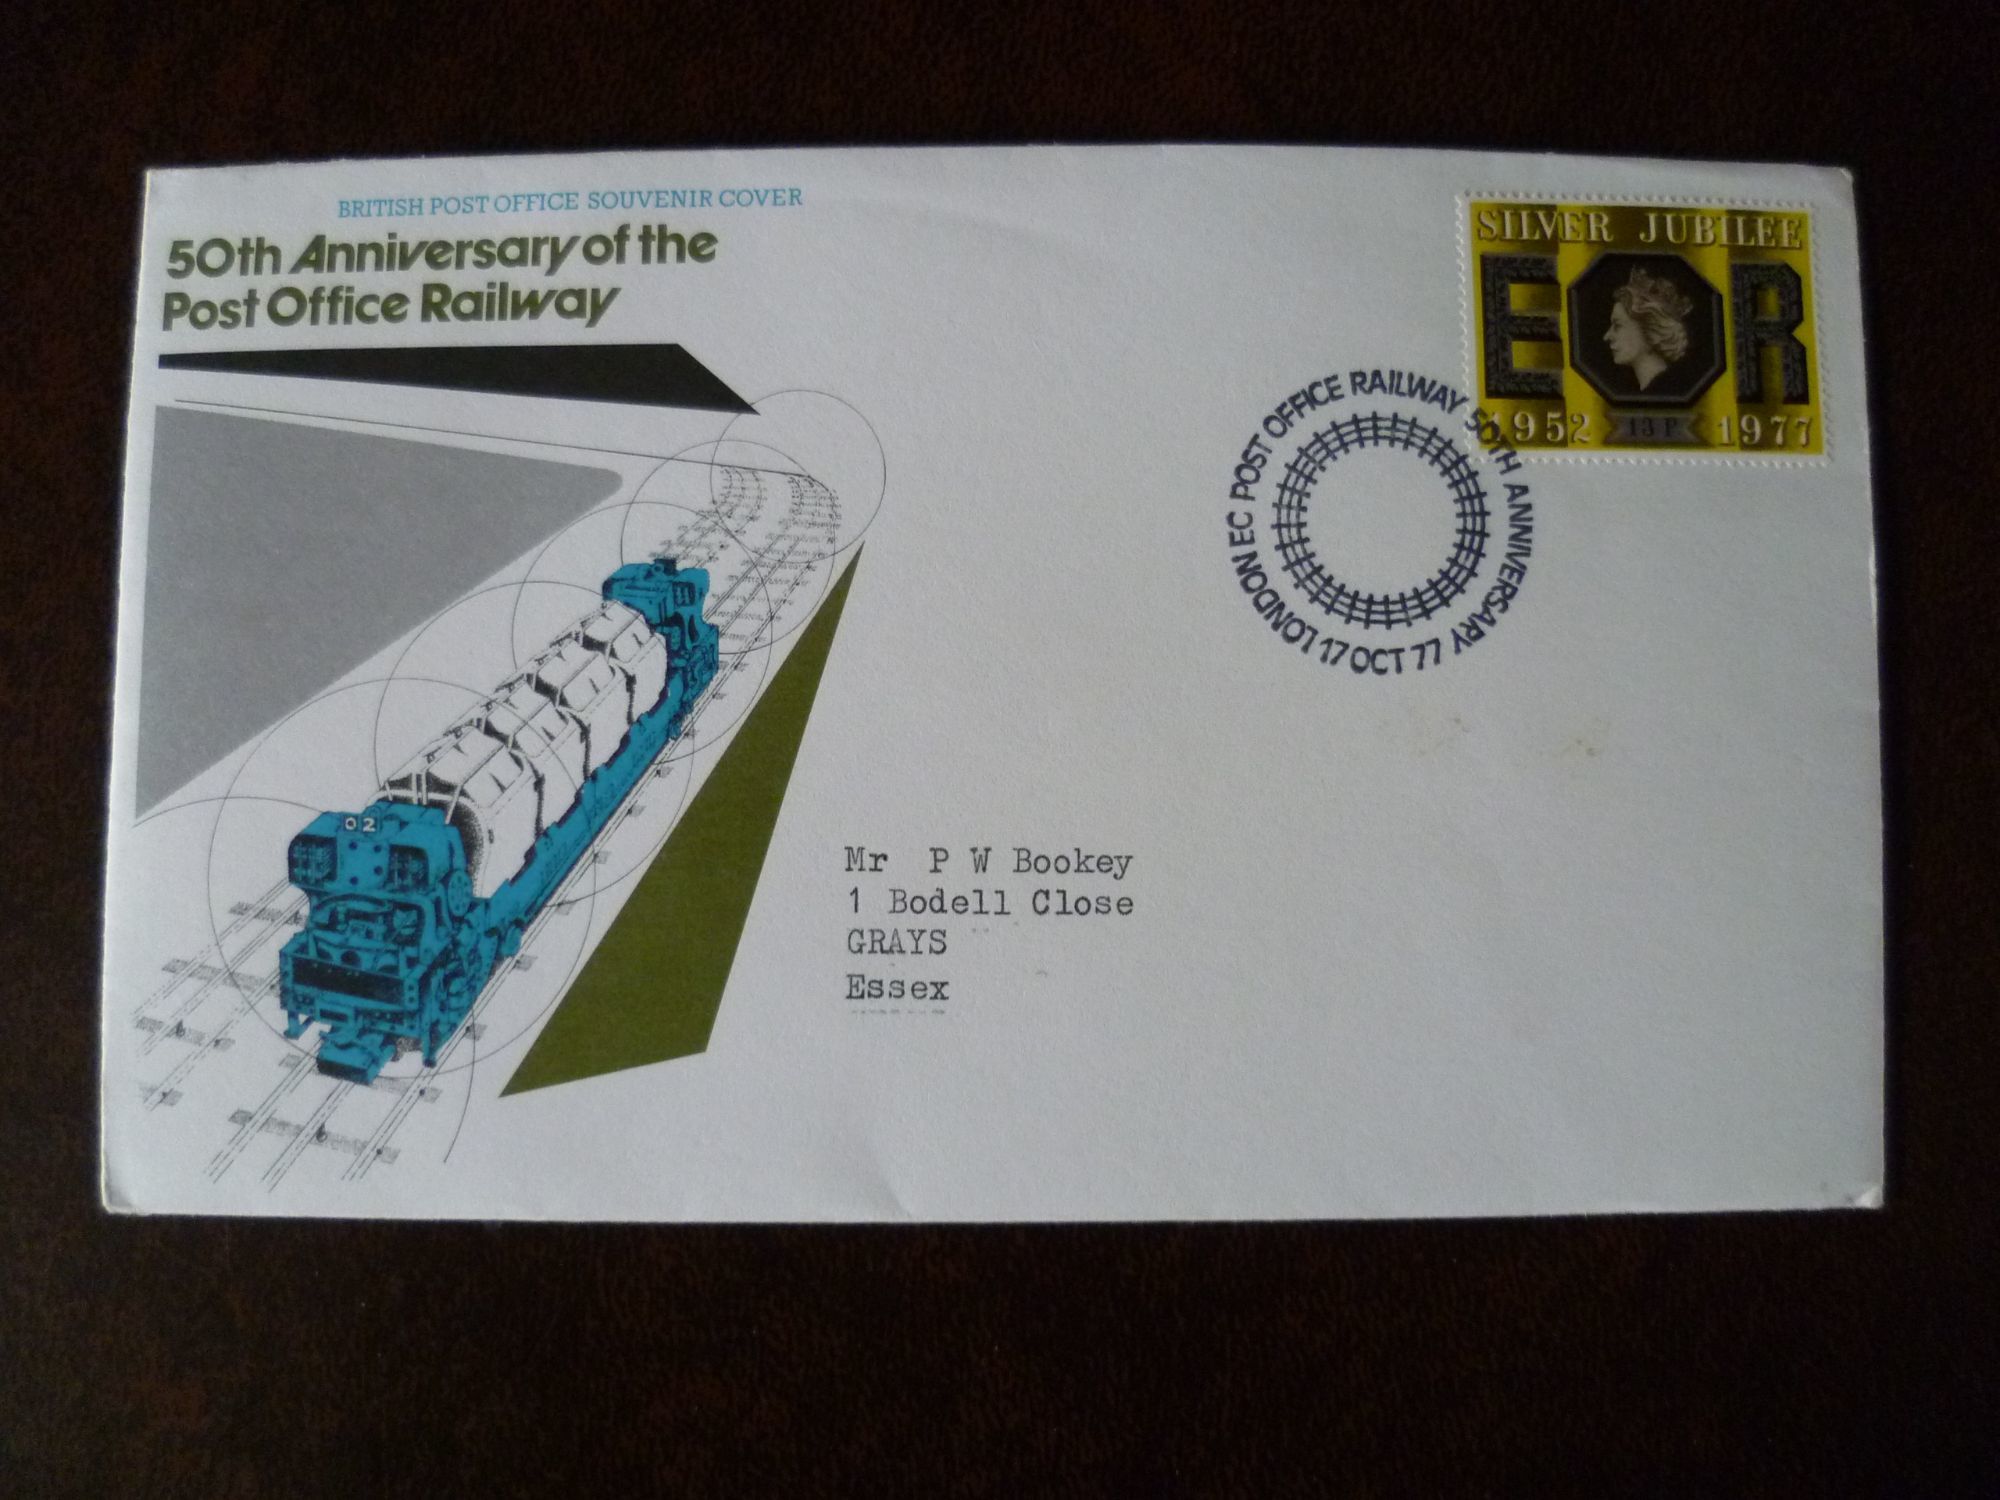 BRITISH POST OFFICE SOUVENIR COVER
50th Anniversary of the
Post Office Railway
SILVER JUBILEE
E R
1952 13P 1977
LONDON EC POST OFFICE RAILWAY 50TH ANNIVERSARY
17 OCT 77
02
Mr P W Bookey
1 Bodell Close
GRAYS
Essex